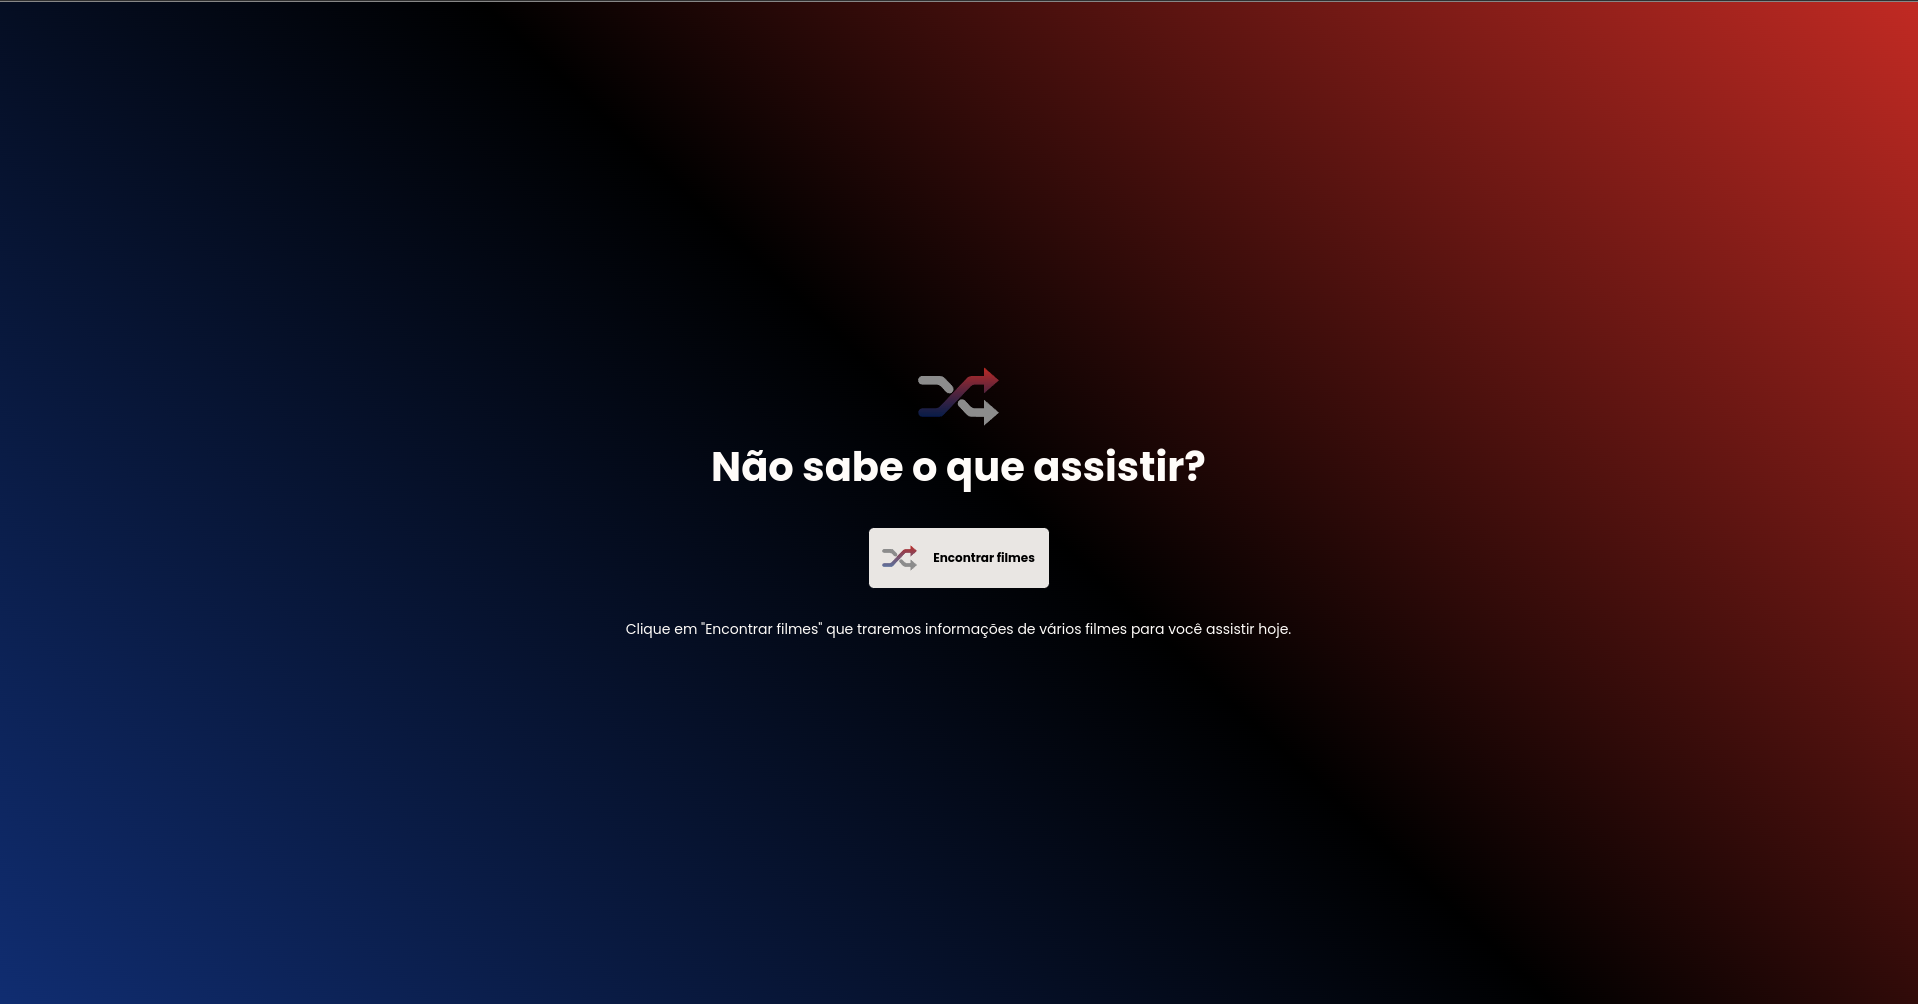 Não sabe o que assistir?
Encontrar filmes
Clique em "Encontrar filmes" que traremos informações de vários filmes para você assistir hoje.